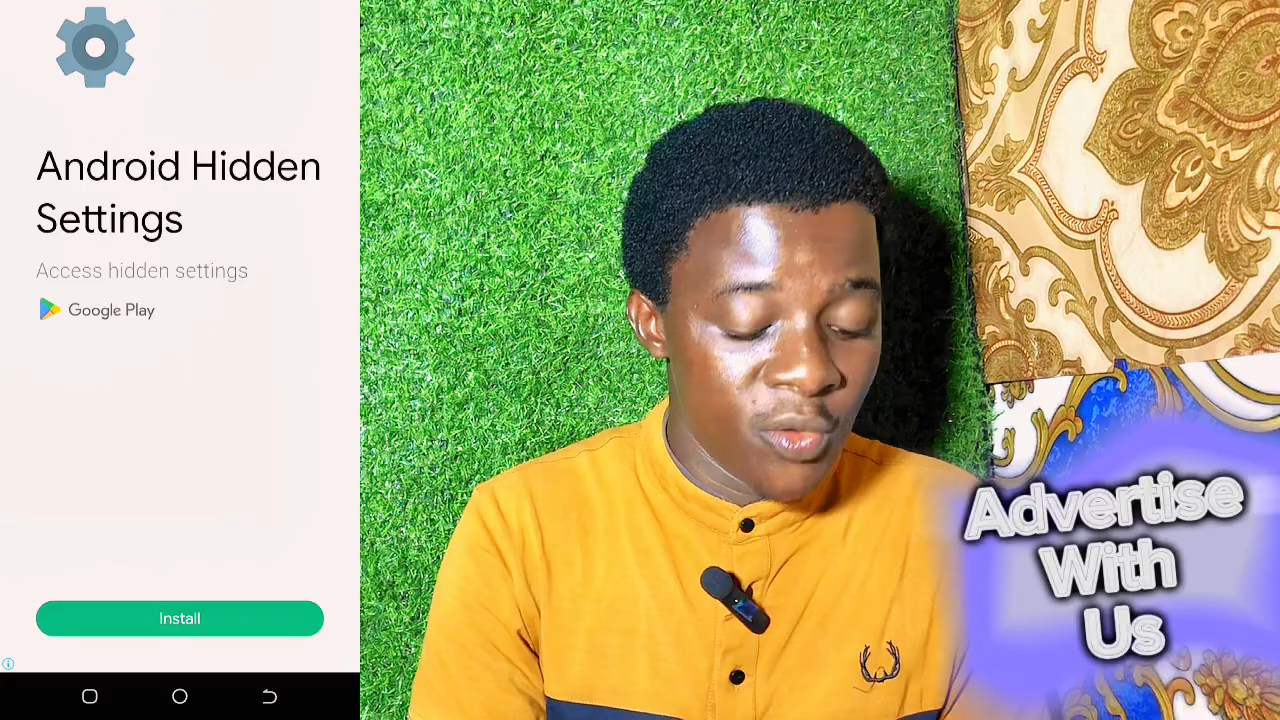 Android Hidden
Settings
Access hidden settings
Google Play
Install
Advertise
With
Us